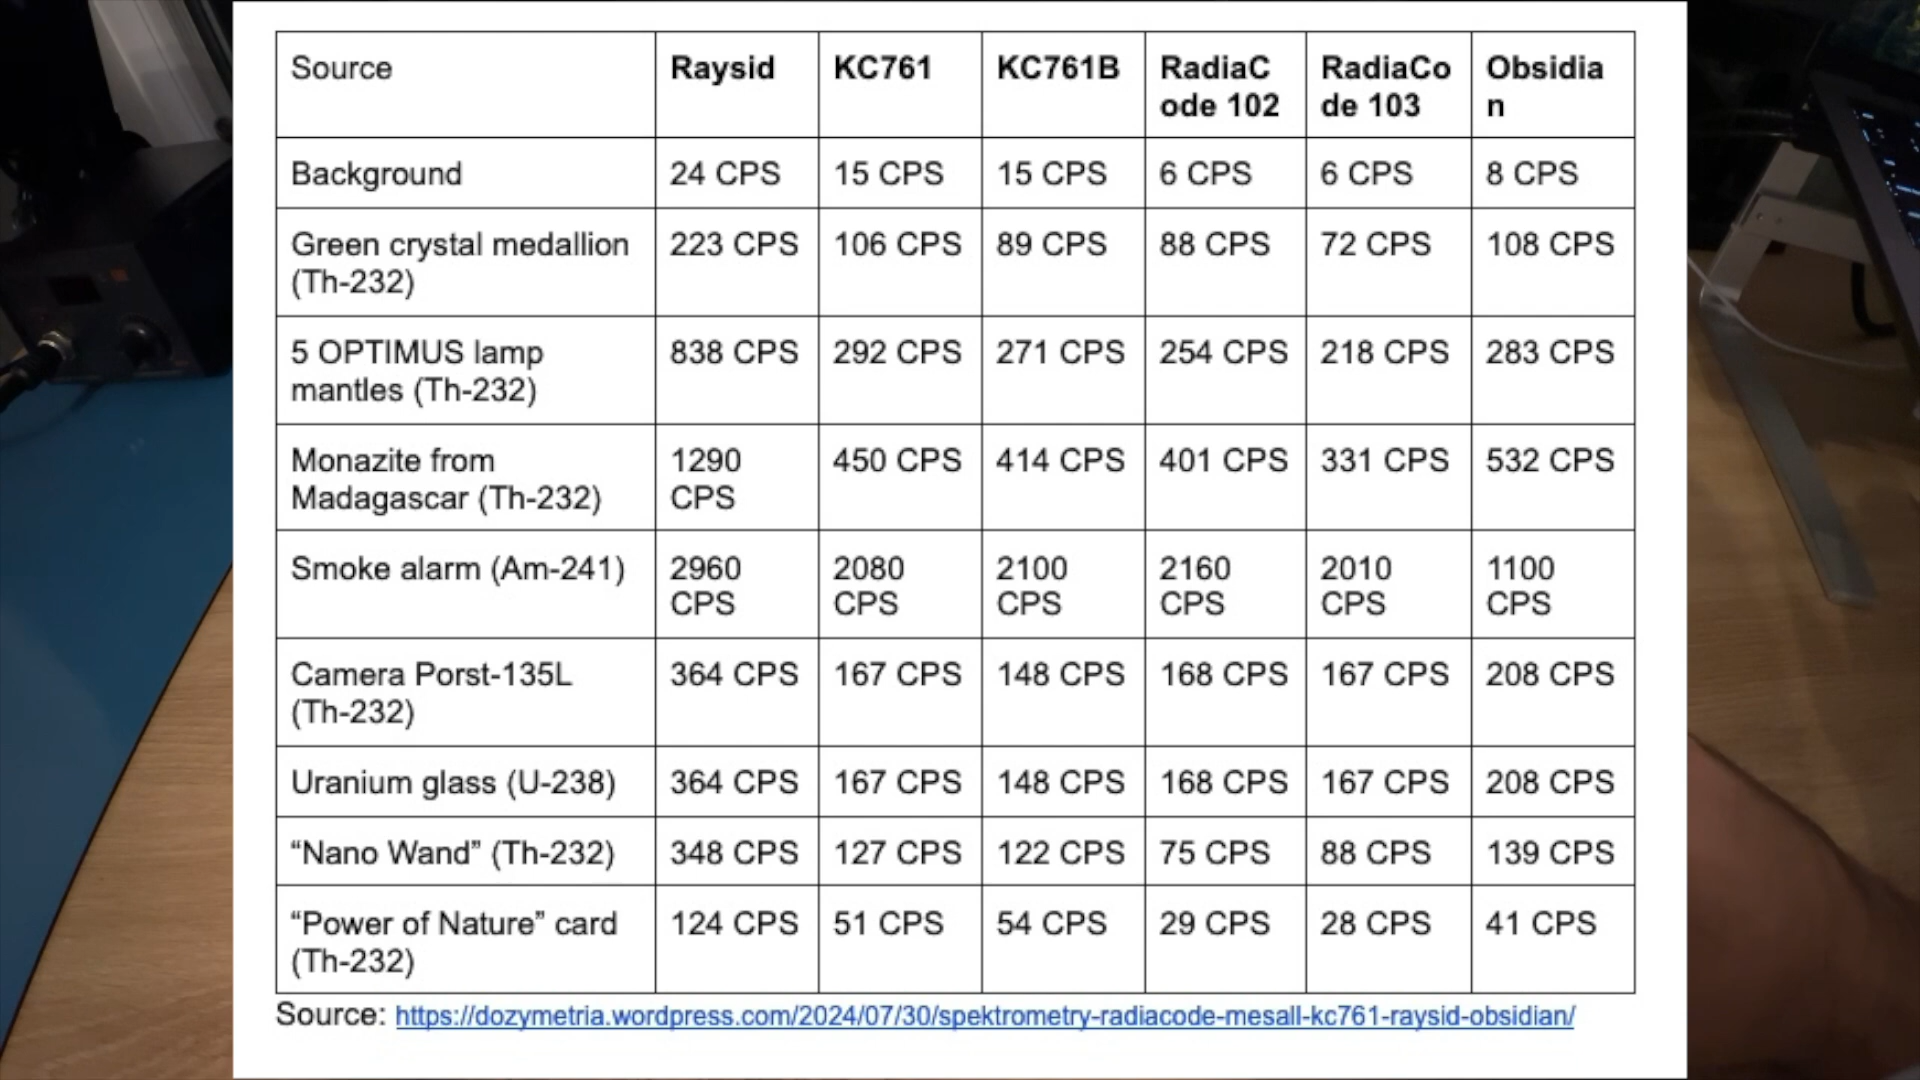 Source Raysid KC761 KC761B RadiaC RadiaCo Obsidia
ode 102 de 103 n
Background 24 CPS 15 CPS 15 CPS 6 CPS 6 CPS 8 CPS
Green crystal medallion 223 CPS 106 CPS 89 CPS 88 CPS 72 CPS 108 CPS
(Th-232)
5 OPTIMUS lamp 838 CPS 292 CPS 271 CPS 254 CPS 218 CPS 283 CPS
mantles (Th-232)
Monazite from 1290 450 CPS 414 CPS 401 CPS 331 CPS 532 CPS
Madagascar (Th-232) CPS
Smoke alarm (Am-241) 2960 2080 2100 2160 2010 1100
CPS CPS CPS CPS CPS CPS
Camera Porst-135L 364 CPS 167 CPS 148 CPS 168 CPS 167 CPS 208 CPS
(Th-232)
Uranium glass (U-238) 364 CPS 167 CPS 148 CPS 168 CPS 167 CPS 208 CPS
“Nano Wand” (Th-232) 348 CPS 127 CPS 122 CPS 75 CPS 88 CPS 139 CPS
“Power of Nature” card 124 CPS 51 CPS 54 CPS 29 CPS 28 CPS 41 CPS
(Th-232)
Source: https://dozymetria.wordpress.com/2024/07/30/spektrometry-radiacode-mesall-kc761-raysid-obsidian/